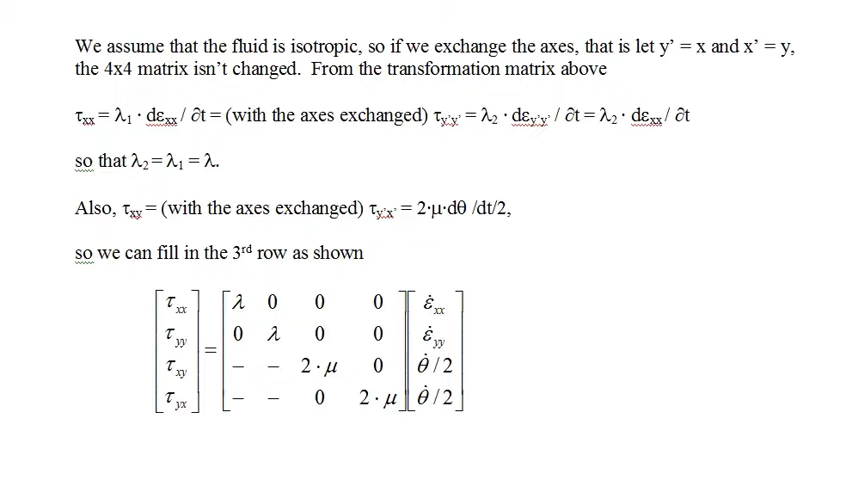 We assume that the fluid is isotropic, so if we exchange the axes, that is let y’ = x and x’ = y,
the 4x4 matrix isn’t changed. From the transformation matrix above
τxx = λ1 · dεxx / ∂t = (with the axes exchanged) τy’y’ = λ2 · dεy’y’ / ∂t = λ2 · dεxx / ∂t
so that λ2 = λ1 = λ.
Also, τxy = (with the axes exchanged) τy’x’ = 2·μ·dθ /dt/2,
so we can fill in the 3rd row as shown
[τxx] [λ 0 0 0] [ε̇xx]
[τyy] = [0 λ 0 0] [ε̇yy]
[τxy] [– – 2·μ 0] [θ̇/2]
[τyx] [– – 0 2·μ] [θ̇/2]